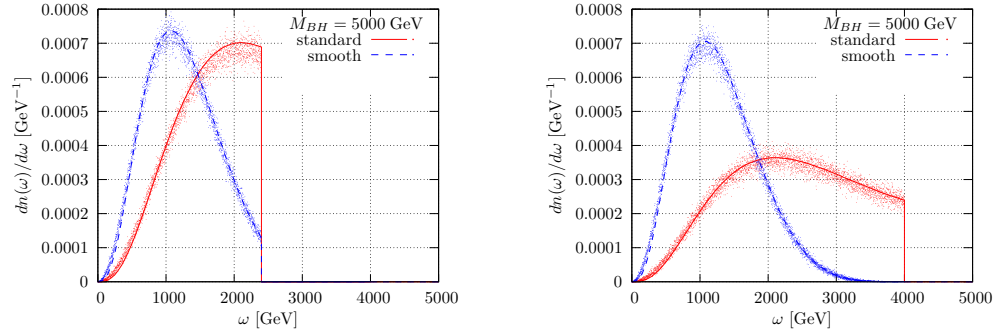 0.0008
0.0007
0.0006
0.0005
0.0004
0.0003
0.0002
0.0001
0
dn(ω)/dω [GeV⁻¹]
M_BH = 5000 GeV
standard
smooth
0 1000 2000 3000 4000 5000
ω [GeV]
0.0008
0.0007
0.0006
0.0005
0.0004
0.0003
0.0002
0.0001
0
dn(ω)/dω [GeV⁻¹]
M_BH = 5000 GeV
standard
smooth
0 1000 2000 3000 4000 5000
ω [GeV]